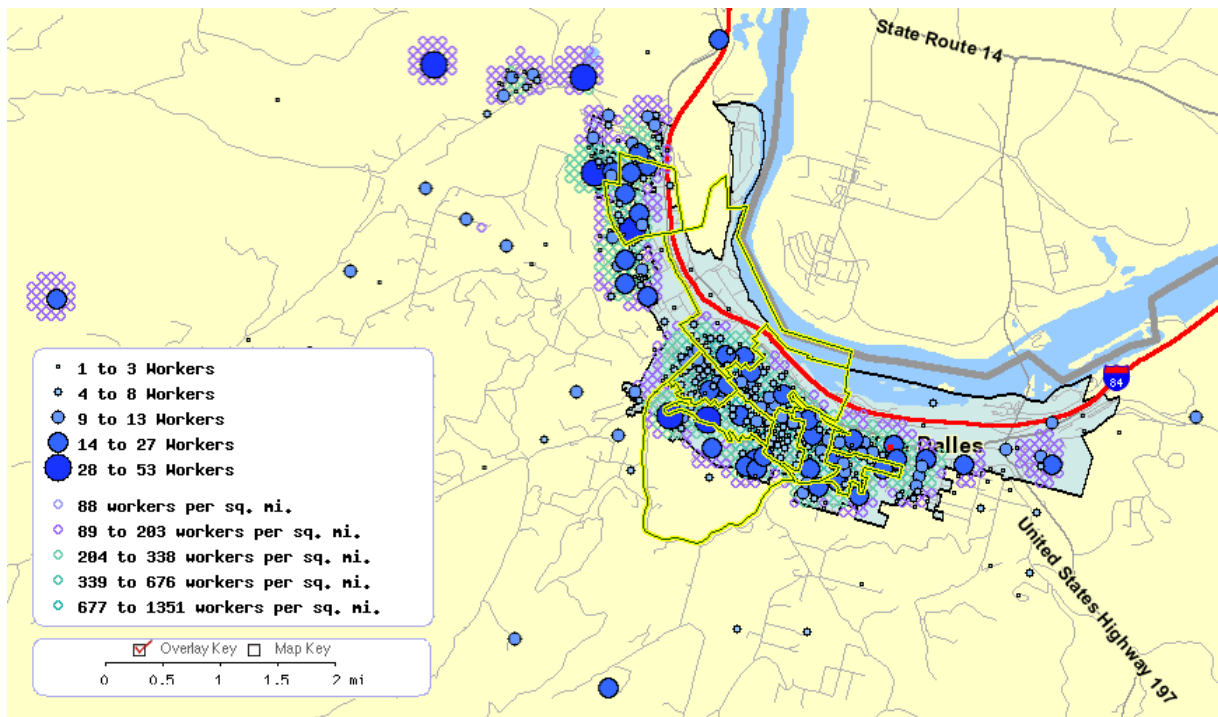 State Route 14
84
Dalles
United States Highway 197
1 to 3 Workers
4 to 8 Workers
9 to 13 Workers
14 to 27 Workers
28 to 53 Workers
88 workers per sq. mi.
89 to 203 workers per sq. mi.
204 to 338 workers per sq. mi.
339 to 676 workers per sq. mi.
677 to 1351 workers per sq. mi.
Overlay Key Map Key
0 0.5 1 1.5 2 mi